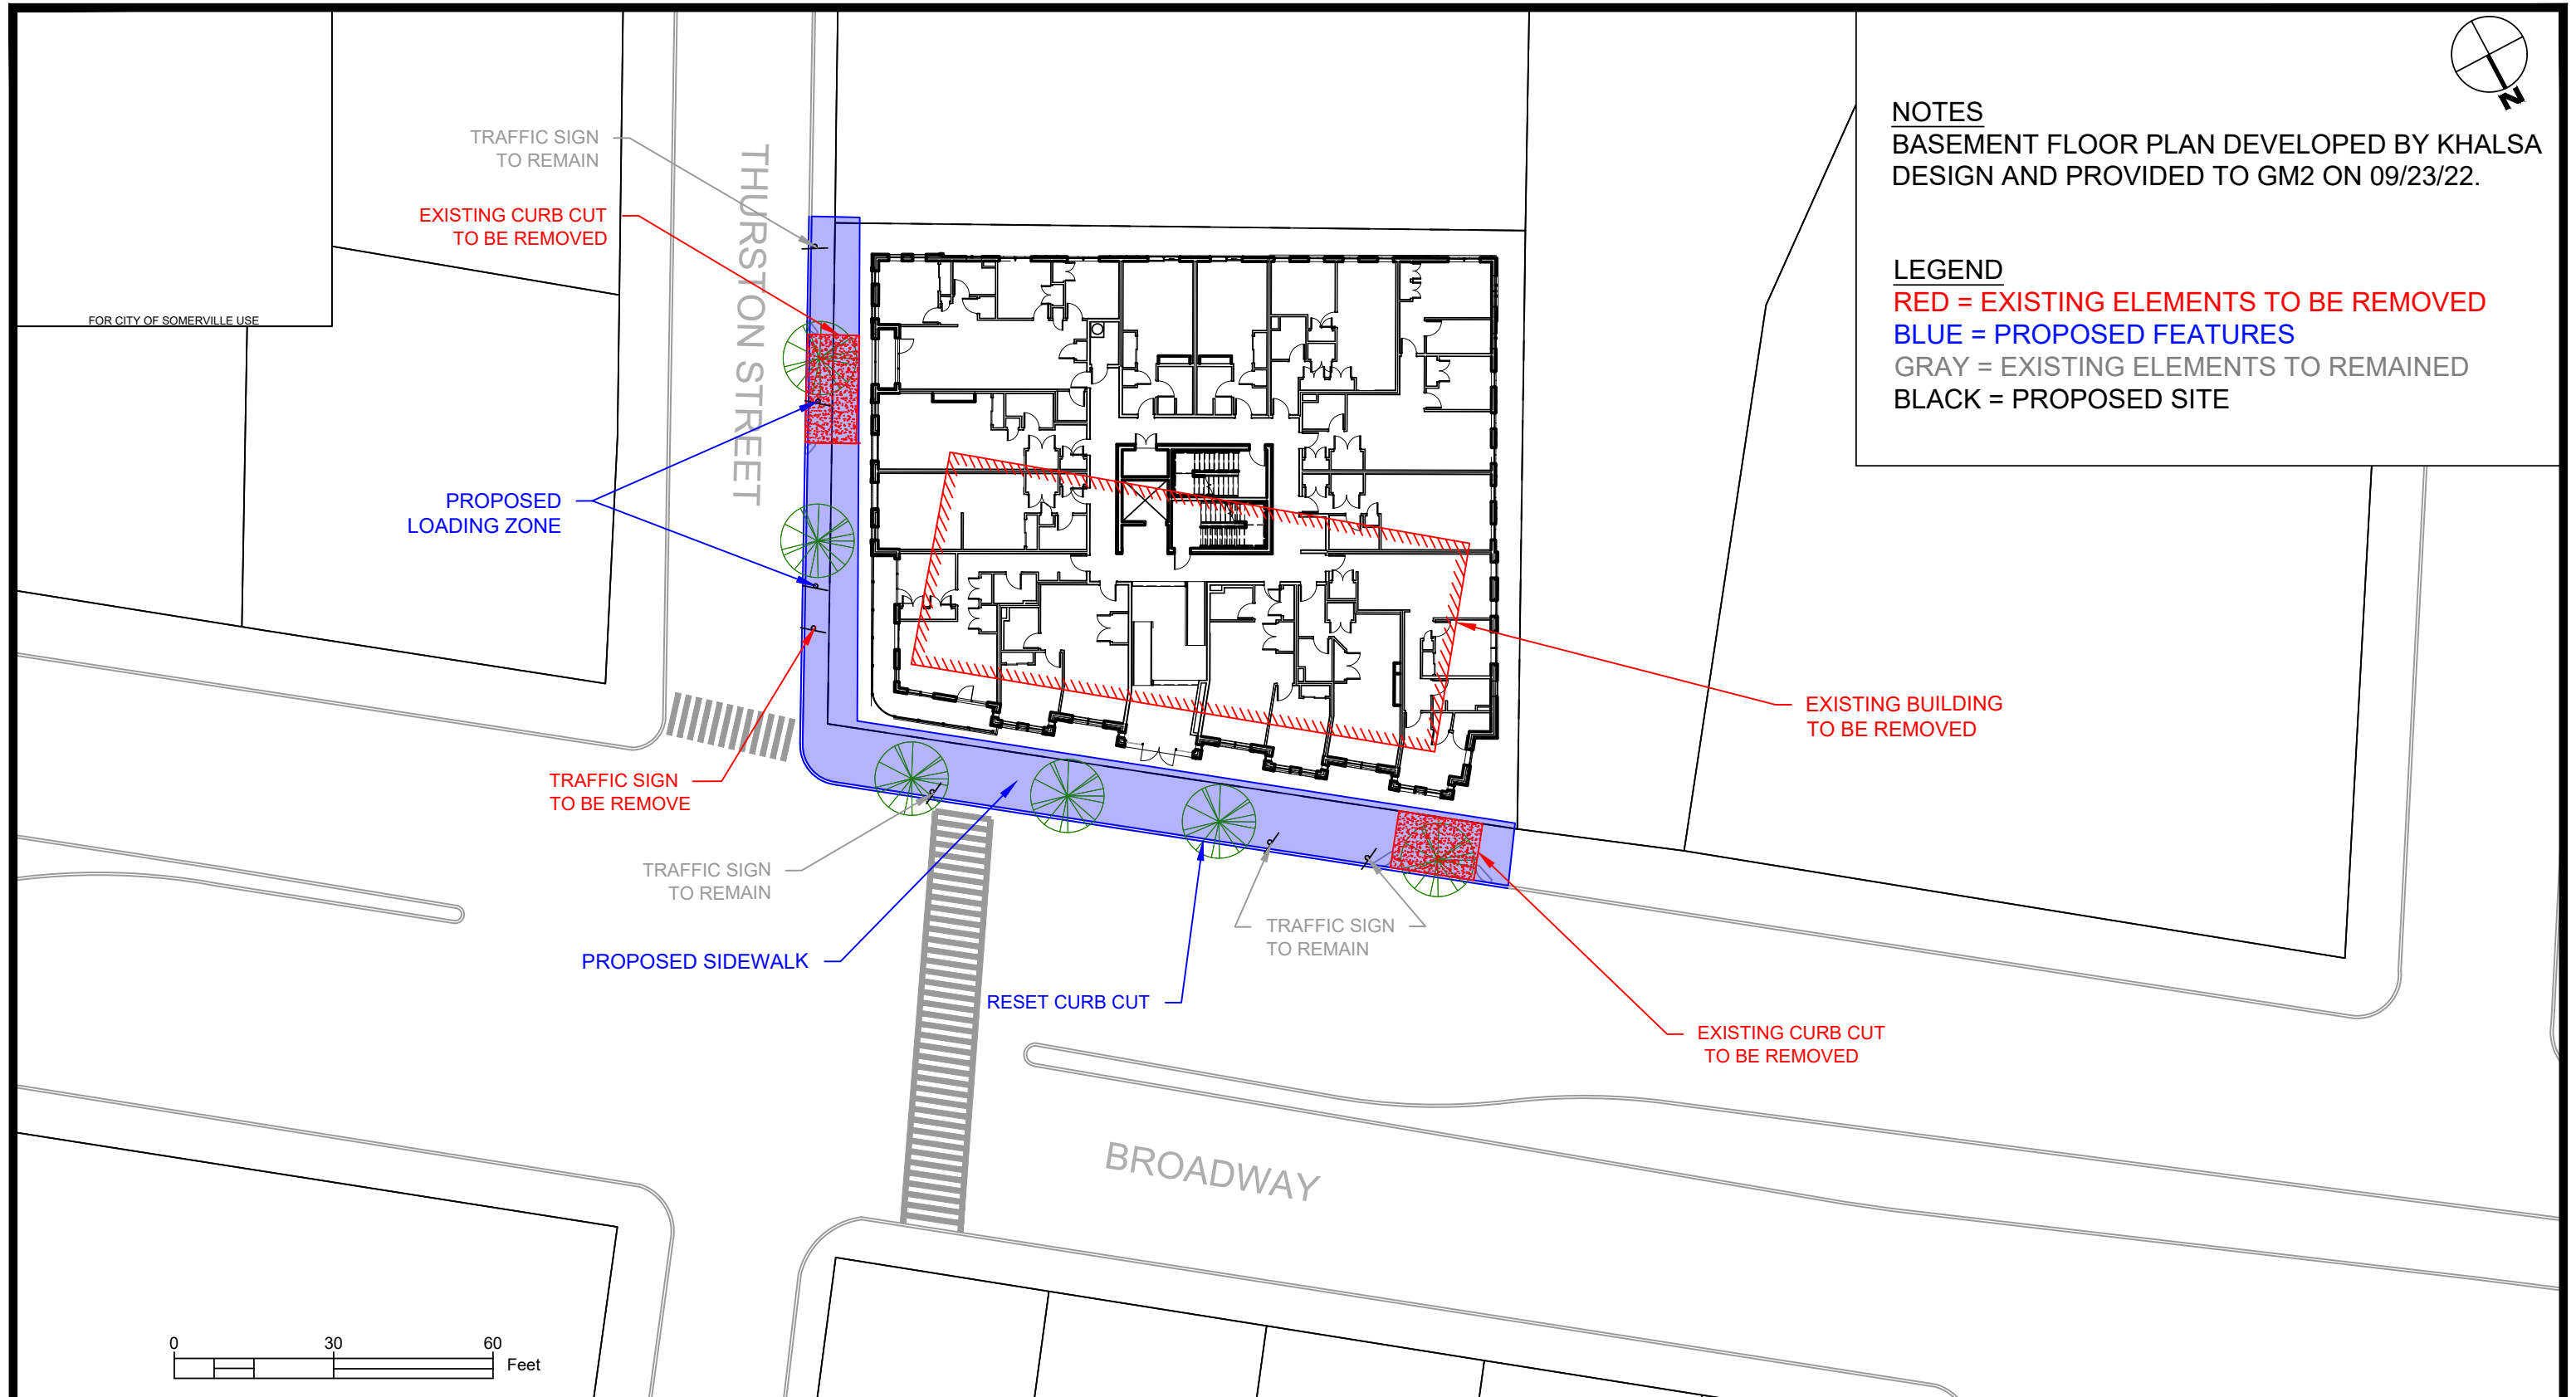 N
NOTES
BASEMENT FLOOR PLAN DEVELOPED BY KHALSA
DESIGN AND PROVIDED TO GM2 ON 09/23/22.
LEGEND
RED = EXISTING ELEMENTS TO BE REMOVED
BLUE = PROPOSED FEATURES
GRAY = EXISTING ELEMENTS TO REMAINED
BLACK = PROPOSED SITE
TRAFFIC SIGN
TO REMAIN
EXISTING CURB CUT
TO BE REMOVED
THURSTON STREET
FOR CITY OF SOMERVILLE USE
PROPOSED
LOADING ZONE
EXISTING BUILDING
TO BE REMOVED
TRAFFIC SIGN
TO BE REMOVE
TRAFFIC SIGN
TO REMAIN
TRAFFIC SIGN
TO REMAIN
PROPOSED SIDEWALK
RESET CURB CUT
EXISTING CURB CUT
TO BE REMOVED
BROADWAY
0 30 60
Feet